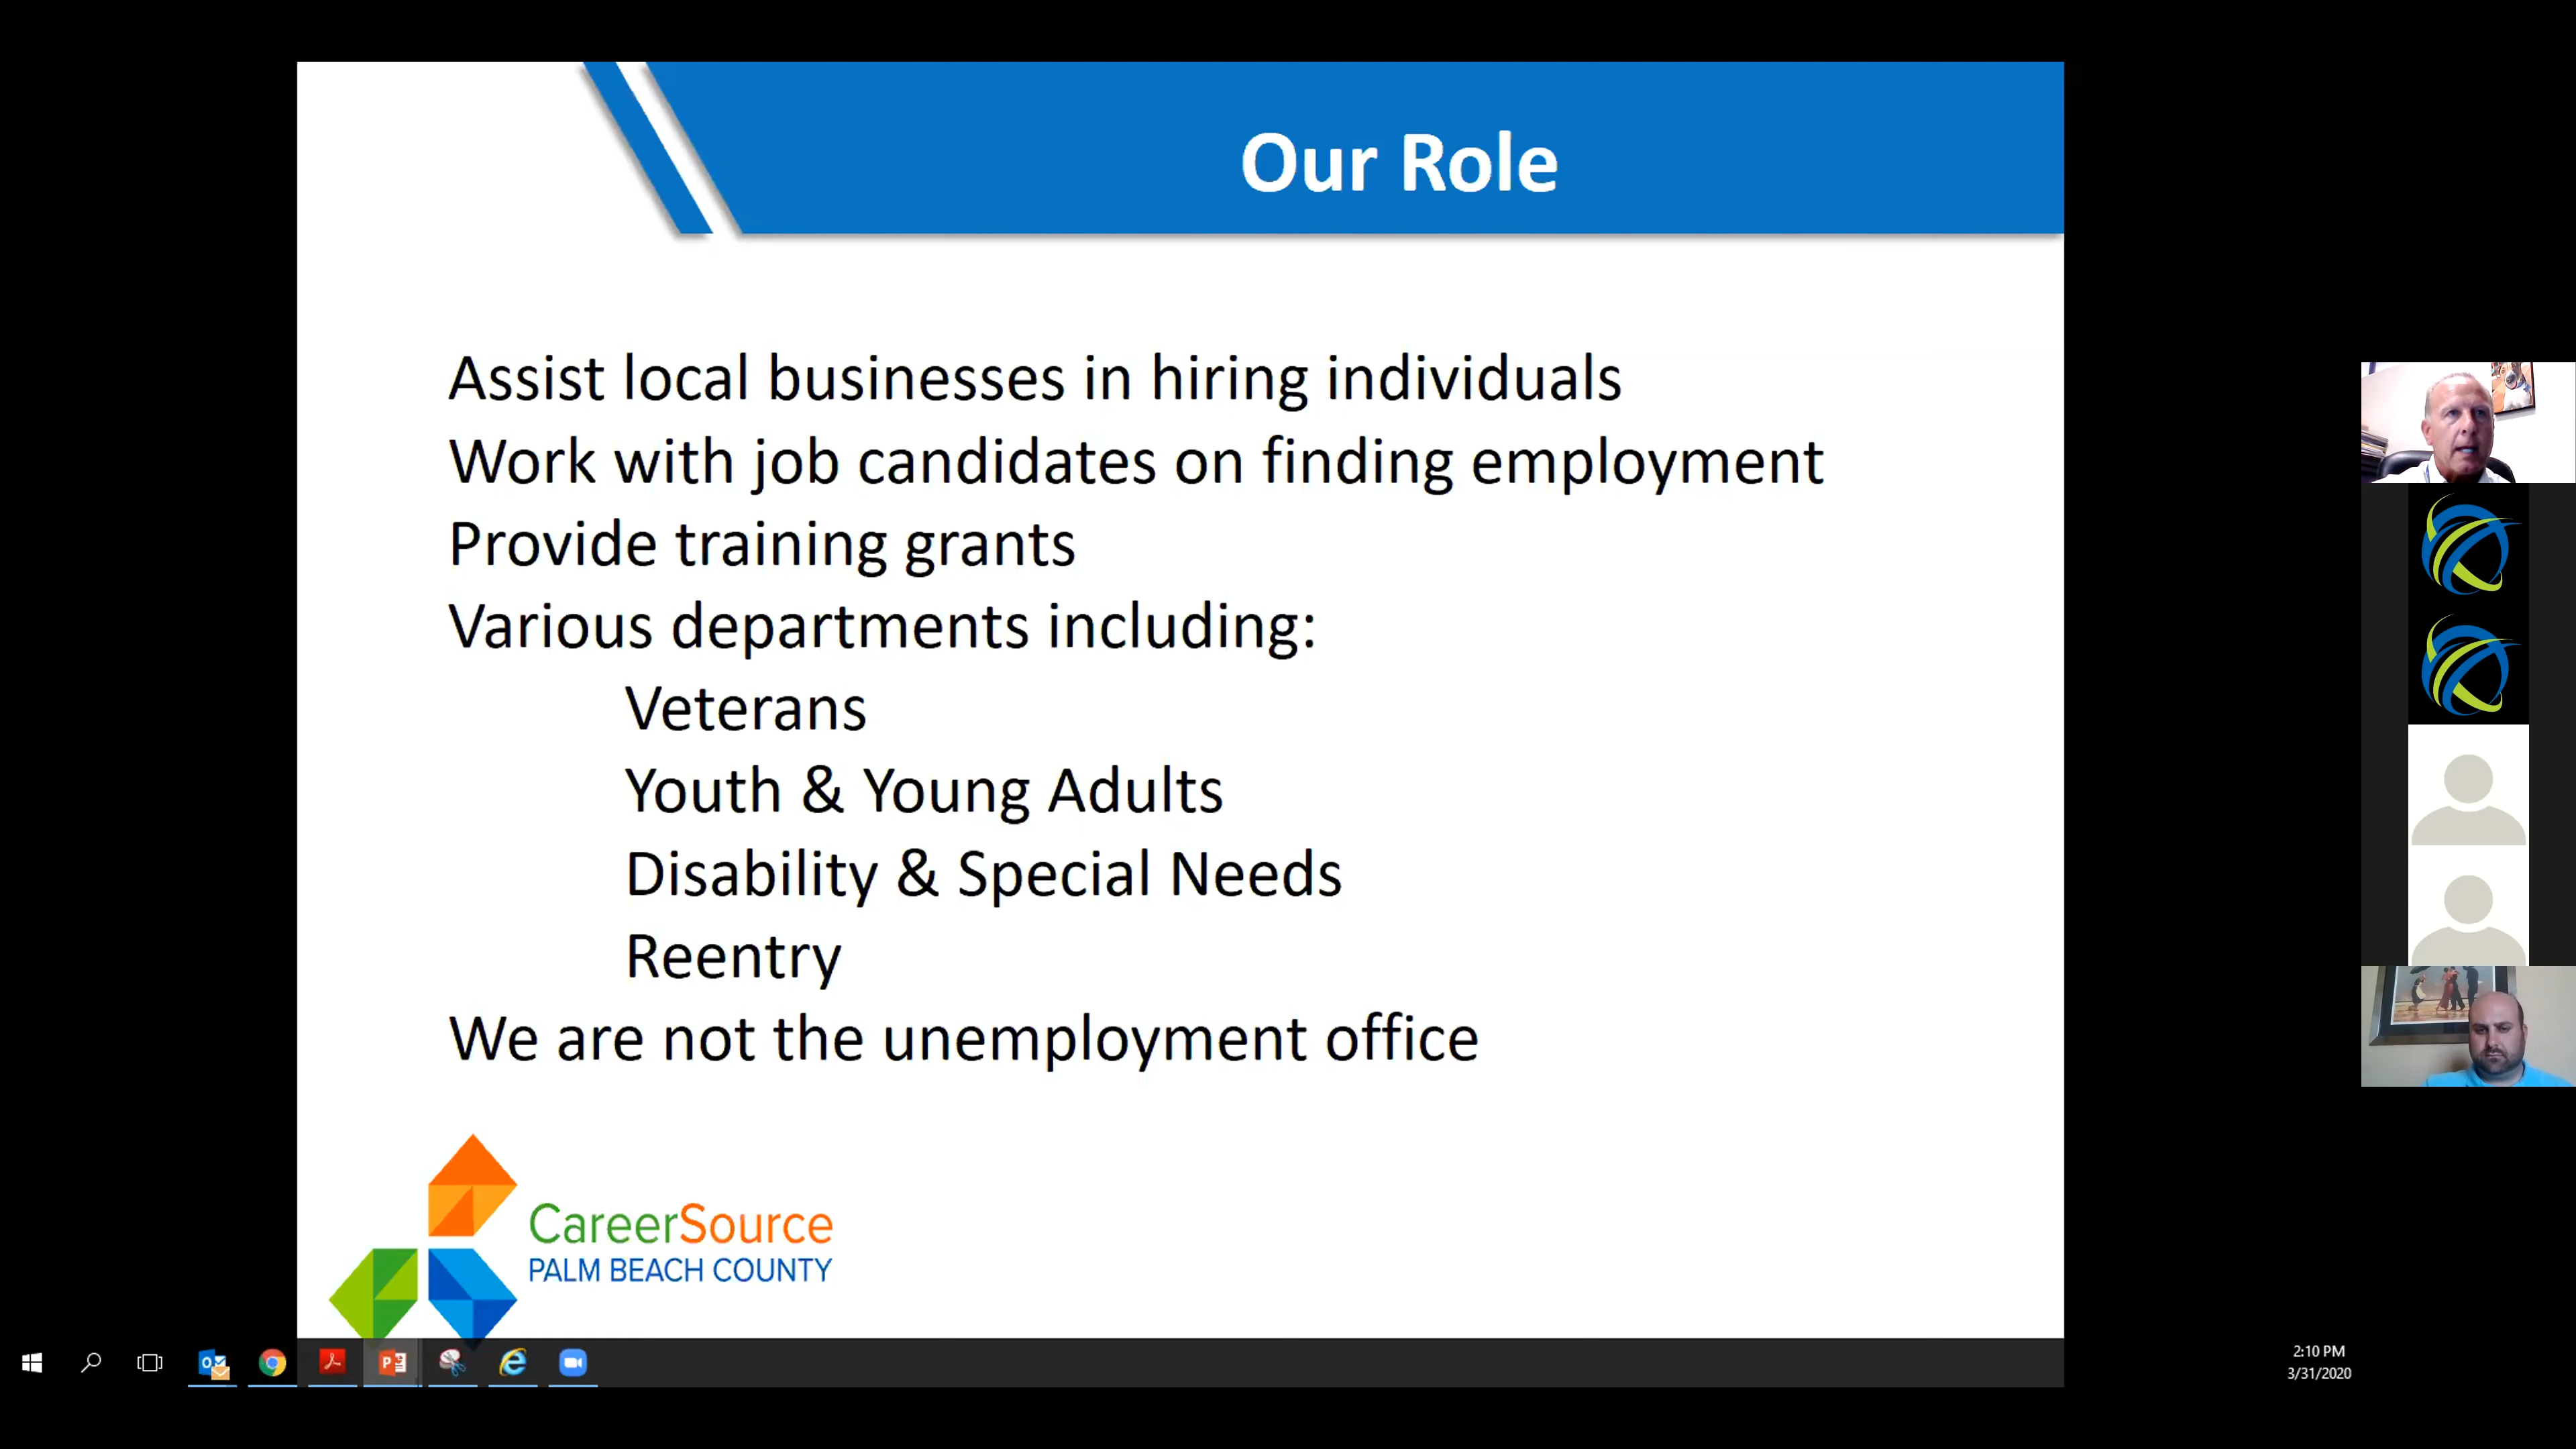 Our Role
Assist local businesses in hiring individuals
Work with job candidates on finding employment
Provide training grants
Various departments including:
Veterans
Youth & Young Adults
Disability & Special Needs
Reentry
We are not the unemployment office
CareerSource
PALM BEACH COUNTY
2:10 PM
3/31/2020